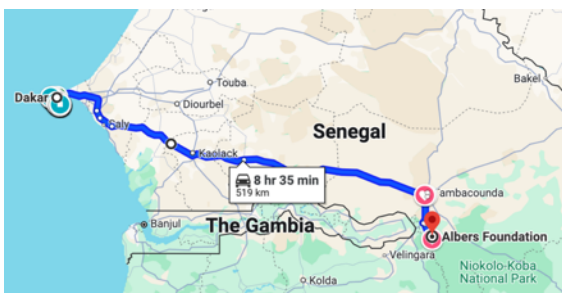 Touba
Bakel
Dakar
Diourbel
Senegal
Saly
Kaolack
8 hr 35 min
519 km
Tambacounda
Banjul
The Gambia
Albers Foundation
Velingara
Niokolo-Koba
National Park
Kolda